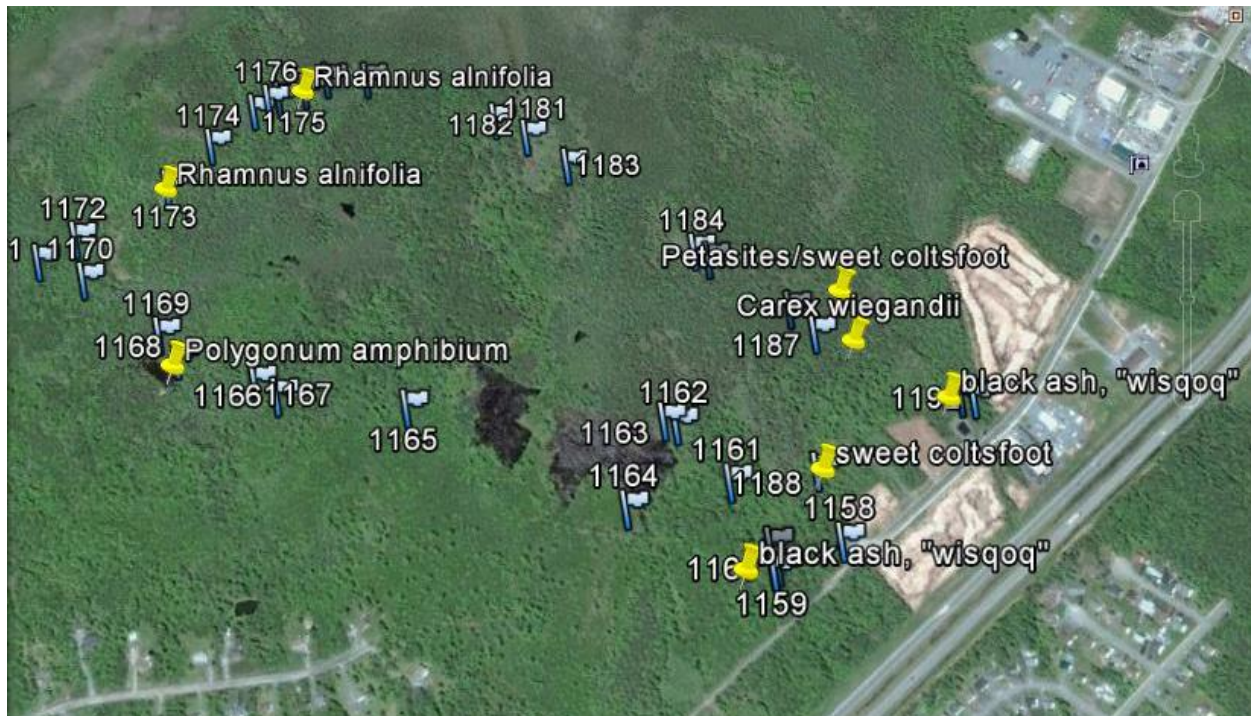 1176 Rhamnus alnifolia
1174 1175
1182 1181
1183
Rhamnus alnifolia
1173
1172
1170
1184
Petasites/sweet coltsfoot
Carex wiegandii
1187
1169
1168 Polygonum amphibium
1166 1167
1165
black ash, "wisqoq"
1162
1163
1161
1164
1188
sweet coltsfoot
1158
black ash, "wisqoq"
1159